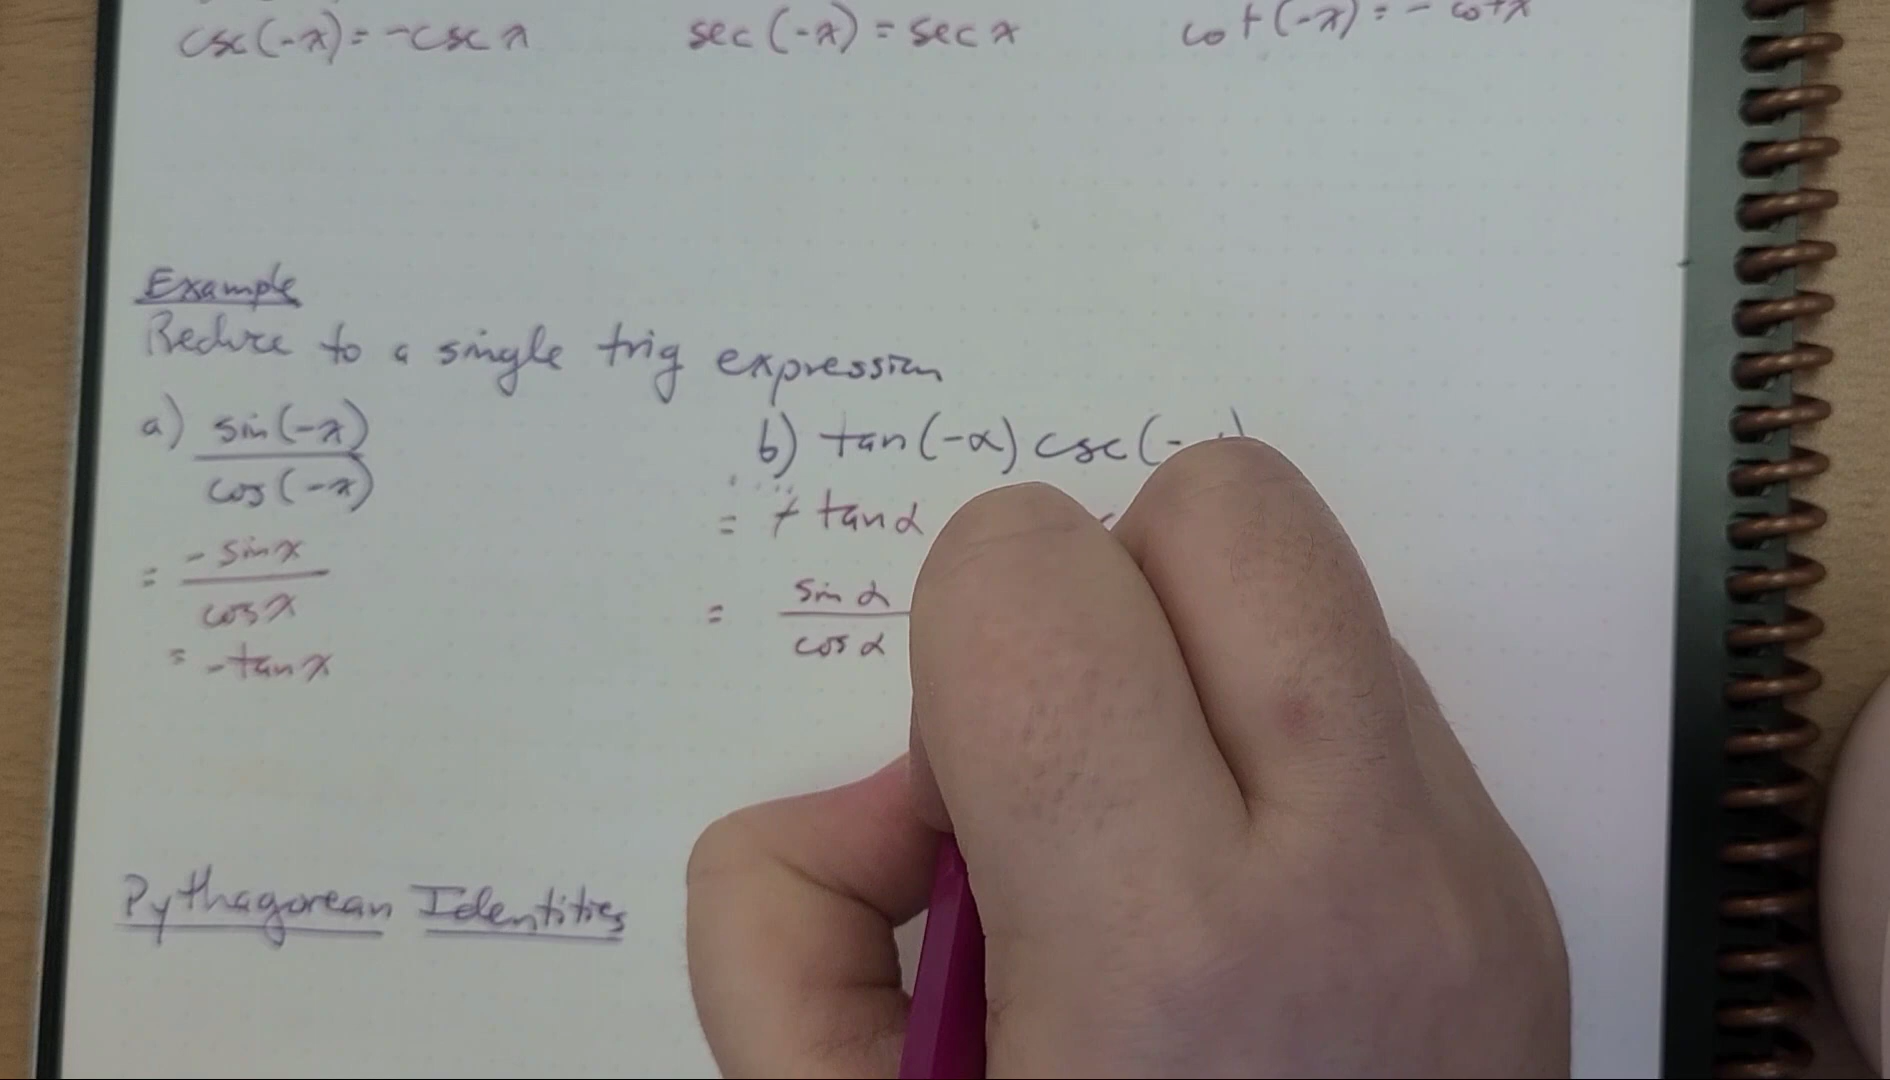 csc(-x) = -csc x sec(-x) = sec x cot(-x) = -cot x
Example
Reduce to a single trig expression
a) sin(-x) / cos(-x)
b) tan(-α) csc(-
= -sin x / cos x
= tan α
= -tan x
= sin α / cos α
Pythagorean Identities